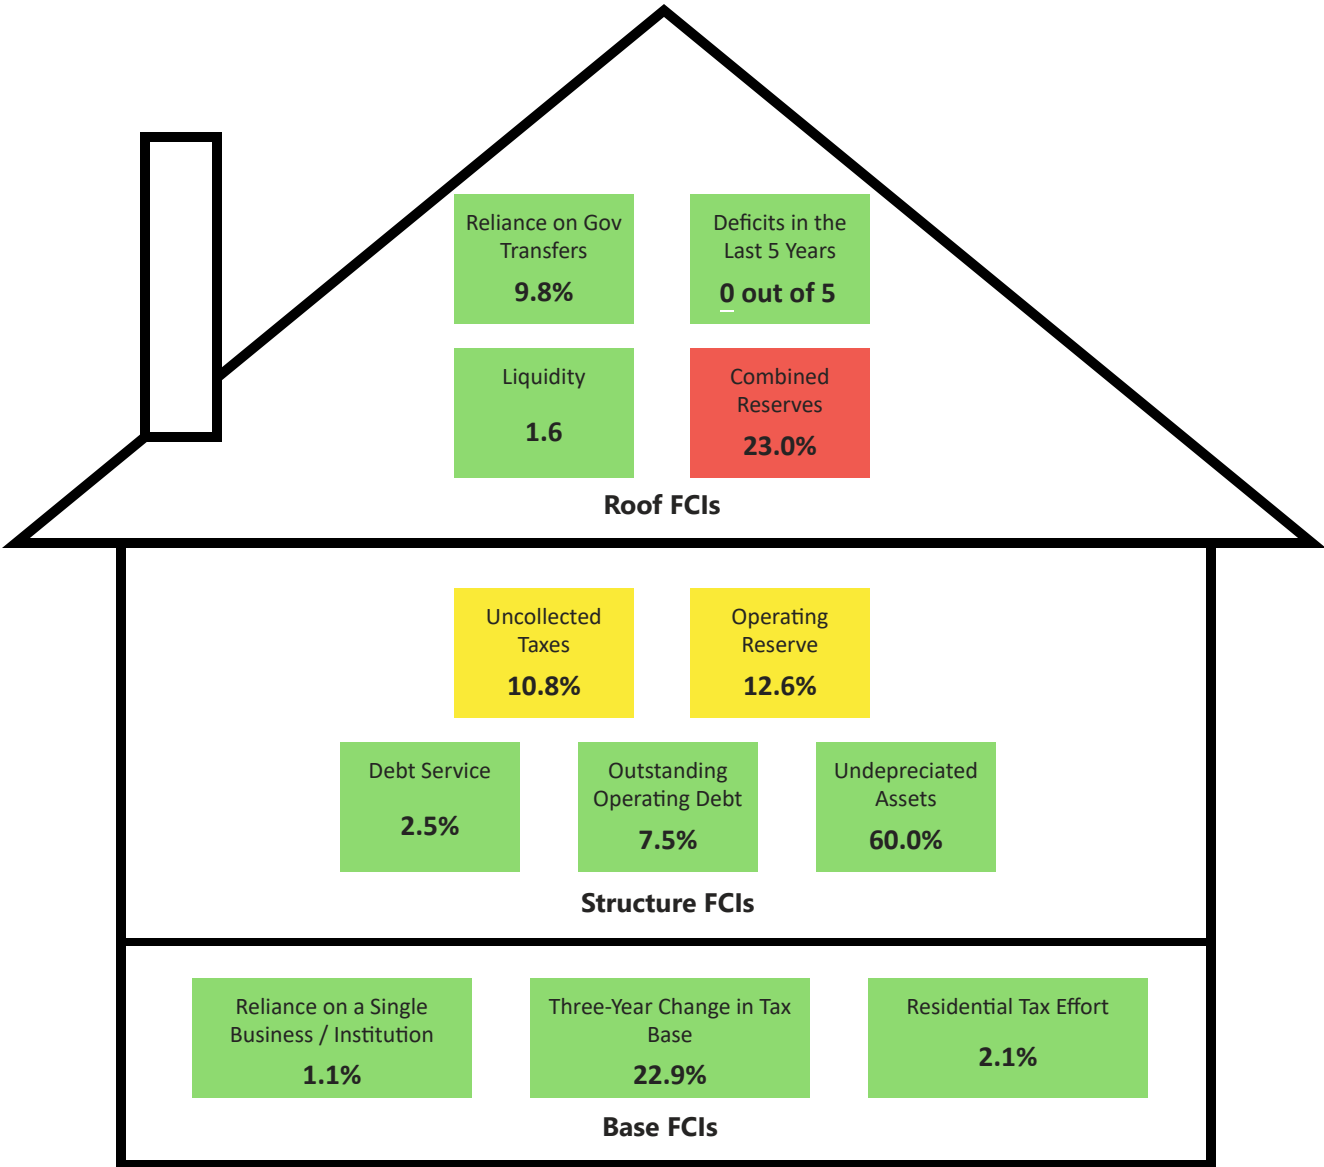 Reliance on Gov
Transfers
9.8%
Deficits in the
Last 5 Years
0 out of 5
Liquidity
1.6
Combined
Reserves
23.0%
Roof FCIs
Uncollected
Taxes
10.8%
Operating
Reserve
12.6%
Debt Service
2.5%
Outstanding
Operating Debt
7.5%
Undepreciated
Assets
60.0%
Structure FCIs
Reliance on a Single
Business / Institution
1.1%
Three-Year Change in Tax
Base
22.9%
Residential Tax Effort
2.1%
Base FCIs